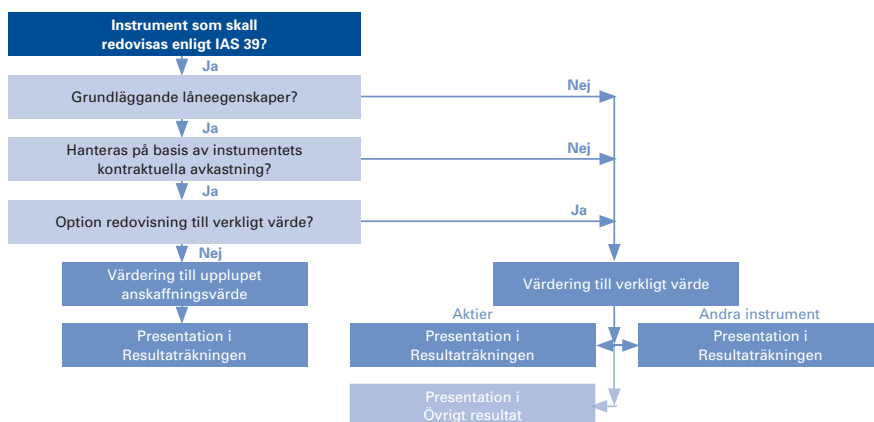 Instrument som skall
redovisas enligt IAS 39?
Ja
Nej
Grundläggande låneegenskaper?
Ja
Nej
Hanteras på basis av instumentets
kontraktuella avkastning?
Ja
Ja
Option redovisning till verkligt värde?
Nej
Värdering till upplupet
anskaffningsvärde
Värdering till verkligt värde
Aktier
Andra instrument
Presentation i
Resultaträkningen
Presentation i
Resultaträkningen
Presentation i
Resultaträkningen
Presentation i
Övrigt resultat